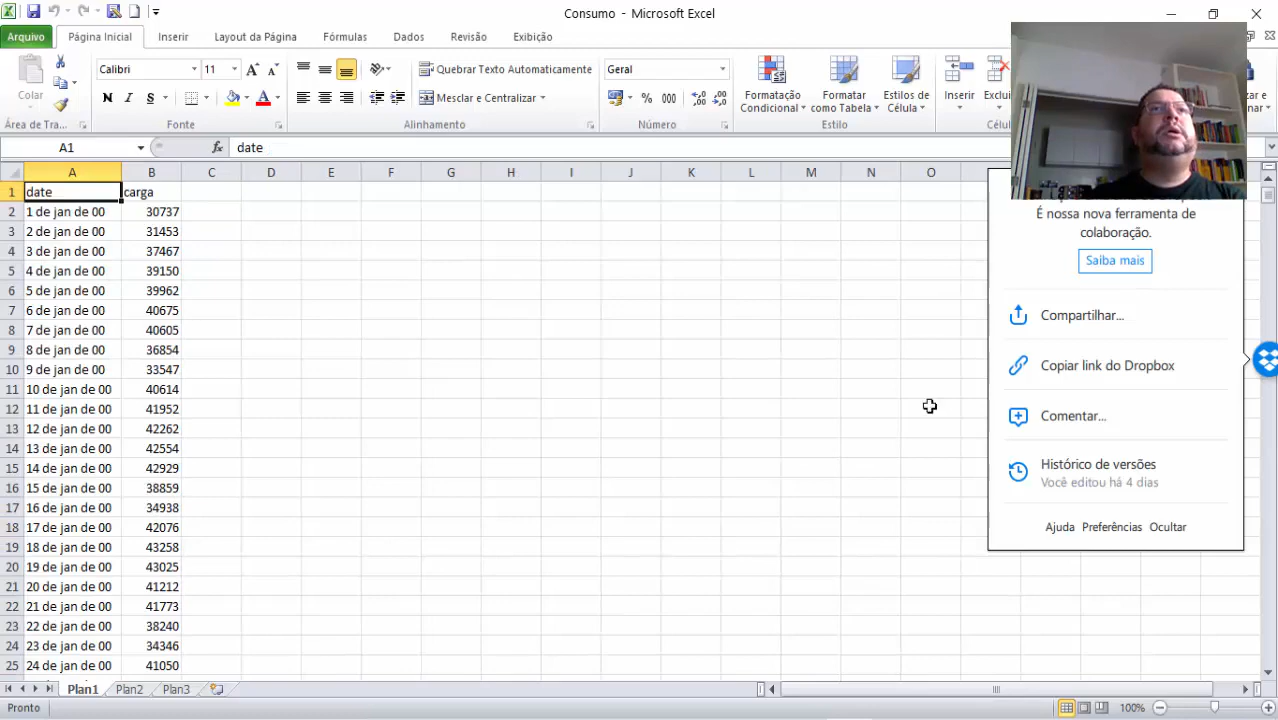 Consumo - Microsoft Excel
Arquivo Página Inicial Inserir Layout da Página Fórmulas Dados Revisão Exibição
Colar
Calibri 11
Quebrar Texto Automaticamente
Geral
N I S A
Mesclar e Centralizar
% 000
Formatação Condicional
Formatar como Tabela
Estilos de Célula
Inserir
Excluir
Área de Tra... Fonte Alinhamento Número Estilo Célu
A1 fx date
A B C D E F G H I J K L M N O
1 date carga
2 1 de jan de 00 30737
3 2 de jan de 00 31453
4 3 de jan de 00 37467
5 4 de jan de 00 39150
6 5 de jan de 00 39962
7 6 de jan de 00 40675
8 7 de jan de 00 40605
9 8 de jan de 00 36854
10 9 de jan de 00 33547
11 10 de jan de 00 40614
12 11 de jan de 00 41952
13 12 de jan de 00 42262
14 13 de jan de 00 42554
15 14 de jan de 00 42929
16 15 de jan de 00 38859
17 16 de jan de 00 34938
18 17 de jan de 00 42076
19 18 de jan de 00 43258
20 19 de jan de 00 43025
21 20 de jan de 00 41212
22 21 de jan de 00 41773
23 22 de jan de 00 38240
24 23 de jan de 00 34346
25 24 de jan de 00 41050
É nossa nova ferramenta de
colaboração.
Saiba mais
Compartilhar...
Copiar link do Dropbox
Comentar...
Histórico de versões
Você editou há 4 dias
Ajuda Preferências Ocultar
Plan1 Plan2 Plan3
Pronto 100%